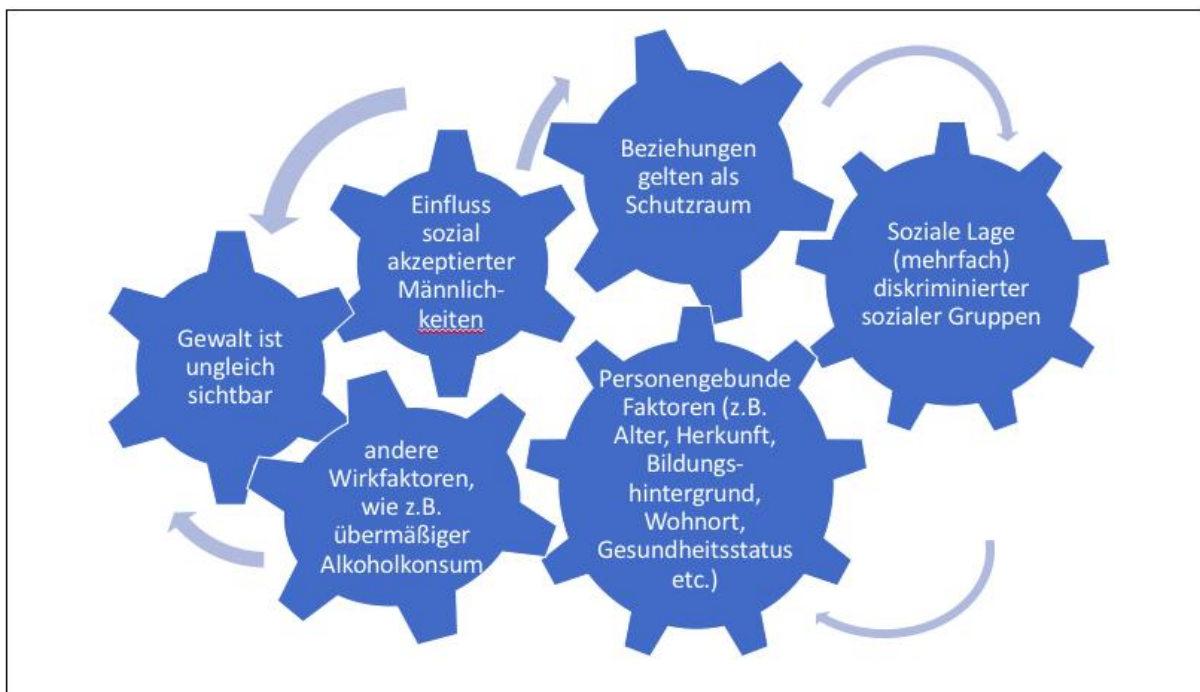 Beziehungen
gelten als
Schutzraum
Einfluss
sozial
akzeptierter
Männlich-
keiten
Soziale Lage
(mehrfach)
diskriminierter
sozialer Gruppen
Gewalt ist
ungleich
sichtbar
Personengebunde
Faktoren (z.B.
Alter, Herkunft,
Bildungs-
hintergrund,
Wohnort,
Gesundheitsstatus
etc.)
andere
Wirkfaktoren,
wie z.B.
übermäßiger
Alkoholkonsum